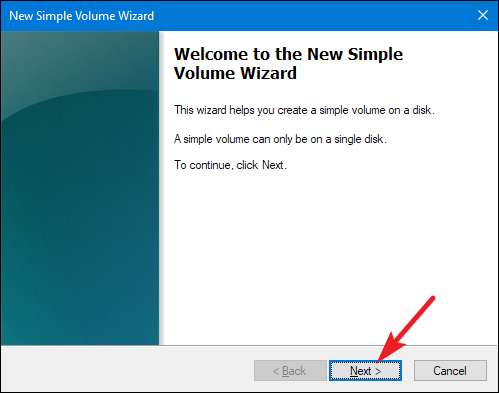 New Simple Volume Wizard
Welcome to the New Simple
Volume Wizard
This wizard helps you create a simple volume on a disk.
A simple volume can only be on a single disk.
To continue, click Next.
< Back
Next >
Cancel